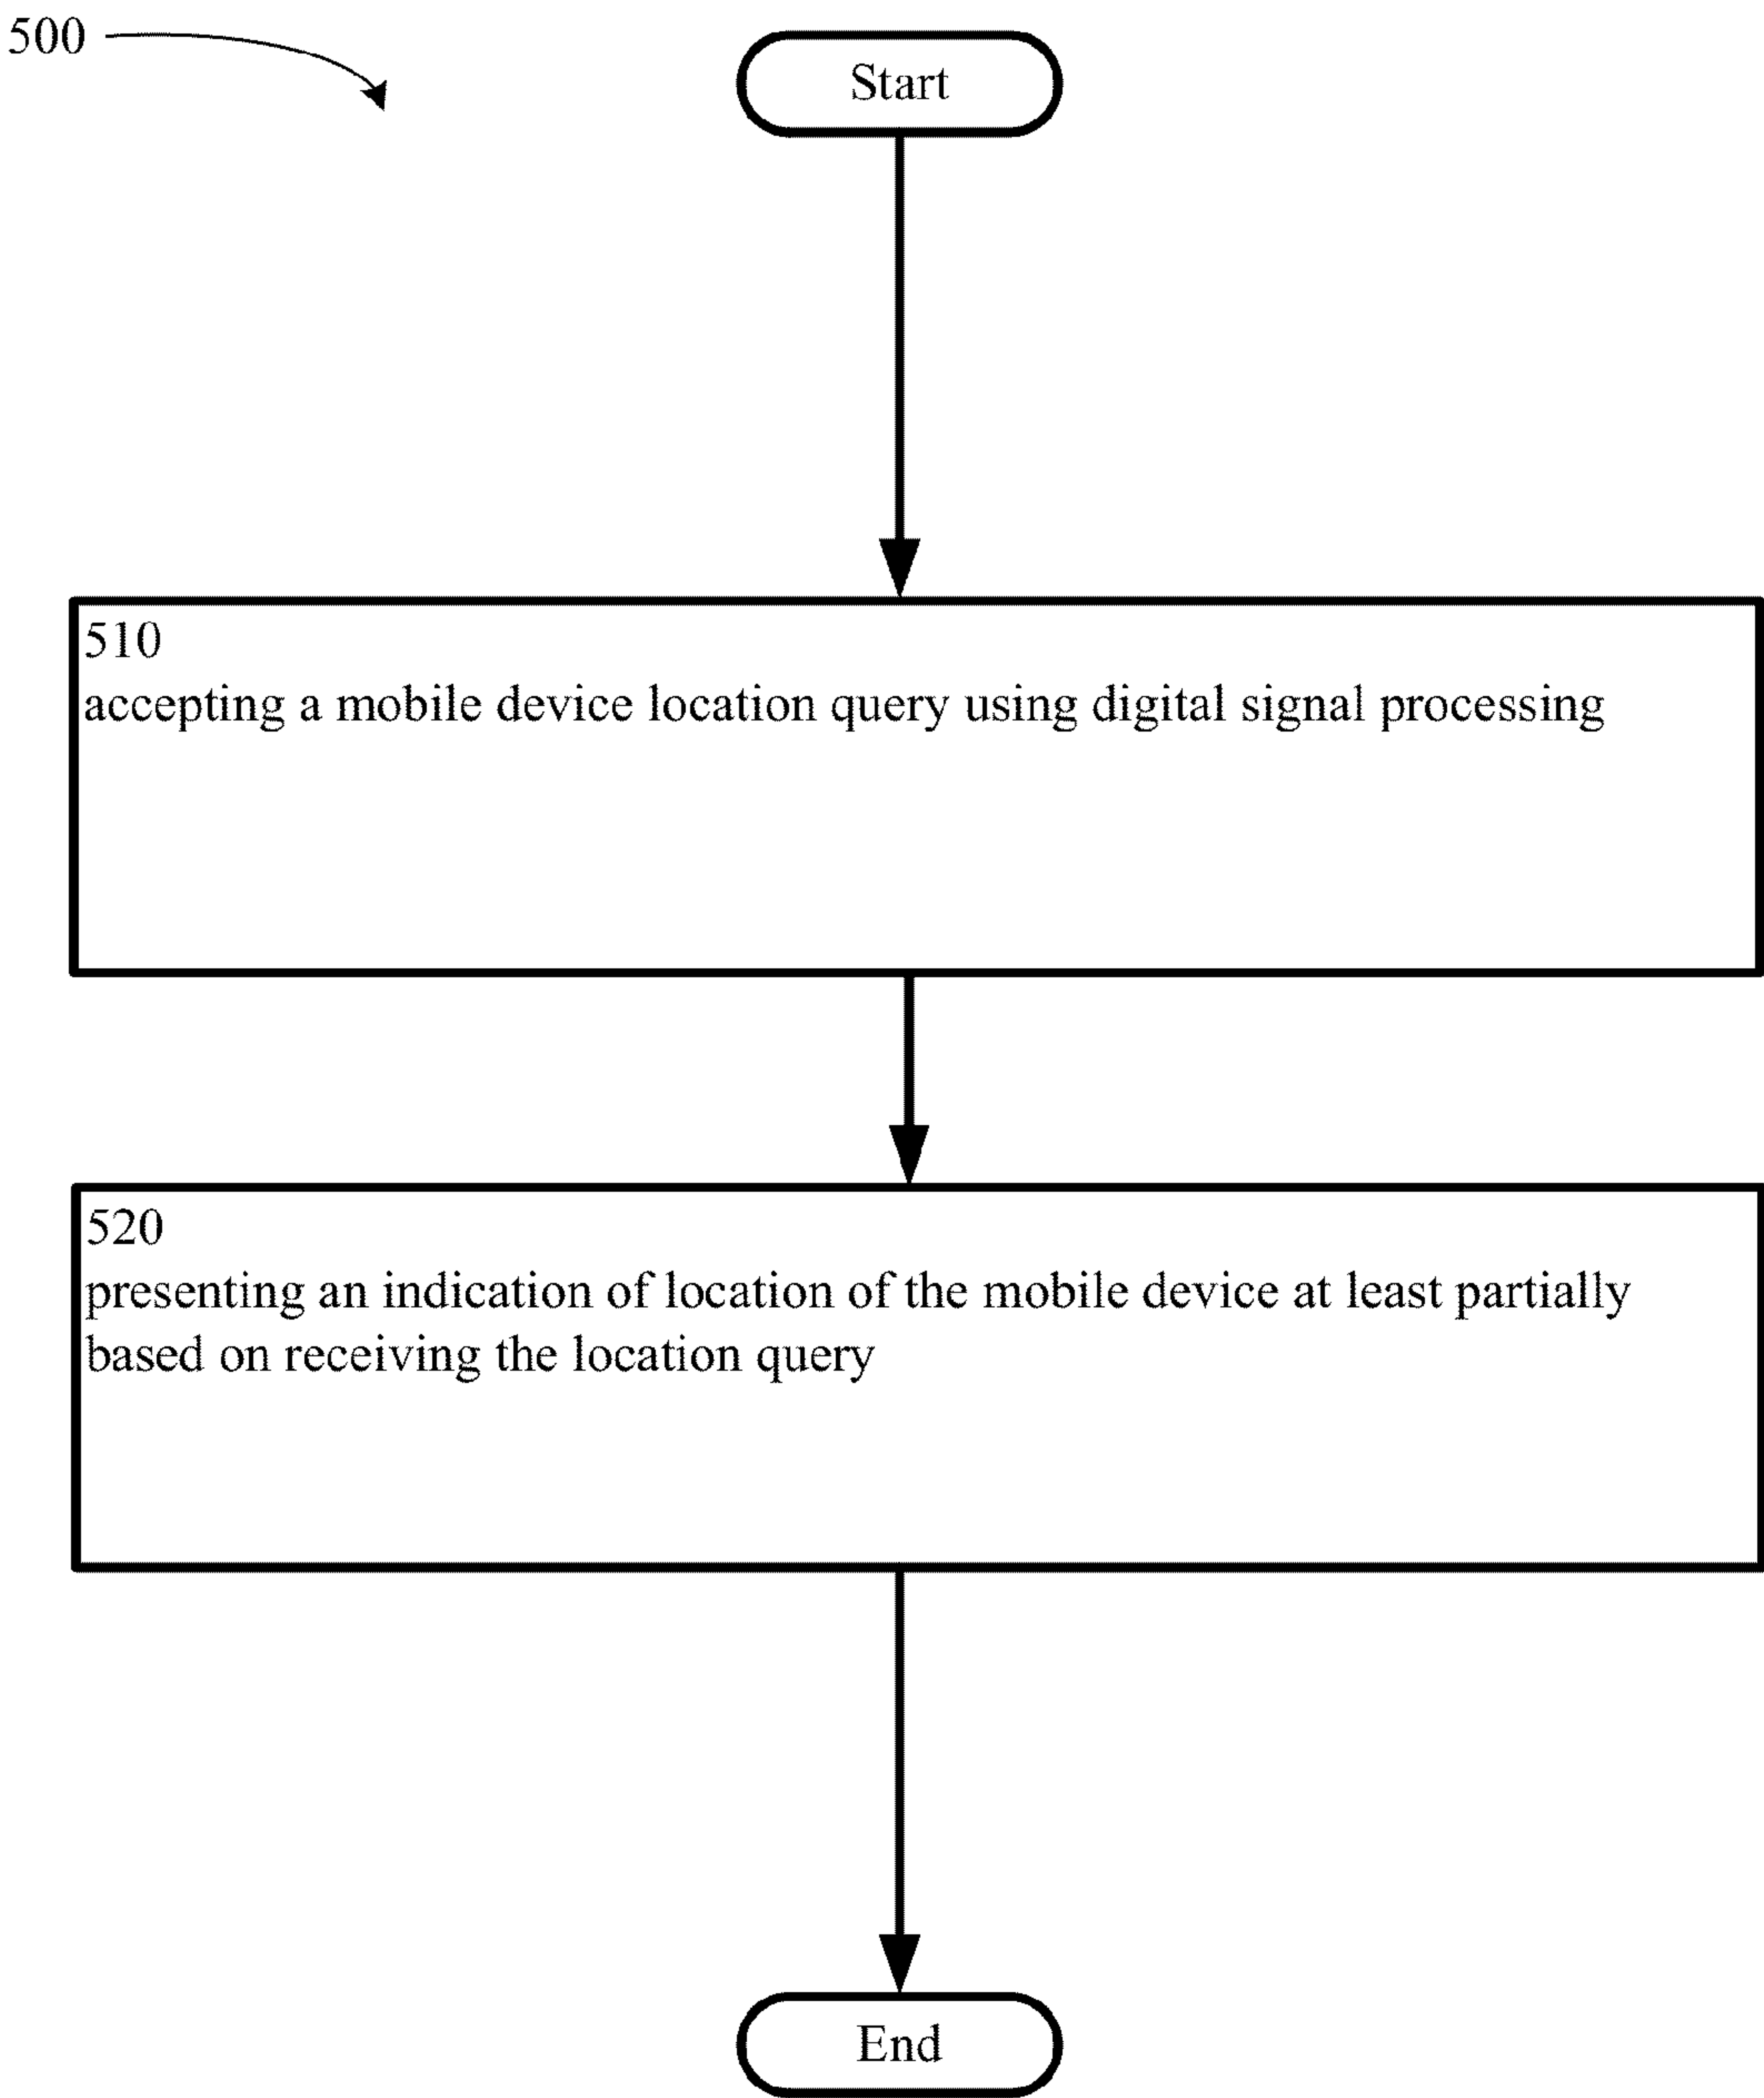 500
Start
510
accepting a mobile device location query using digital signal processing
520
presenting an indication of location of the mobile device at least partially
based on receiving the location query
End